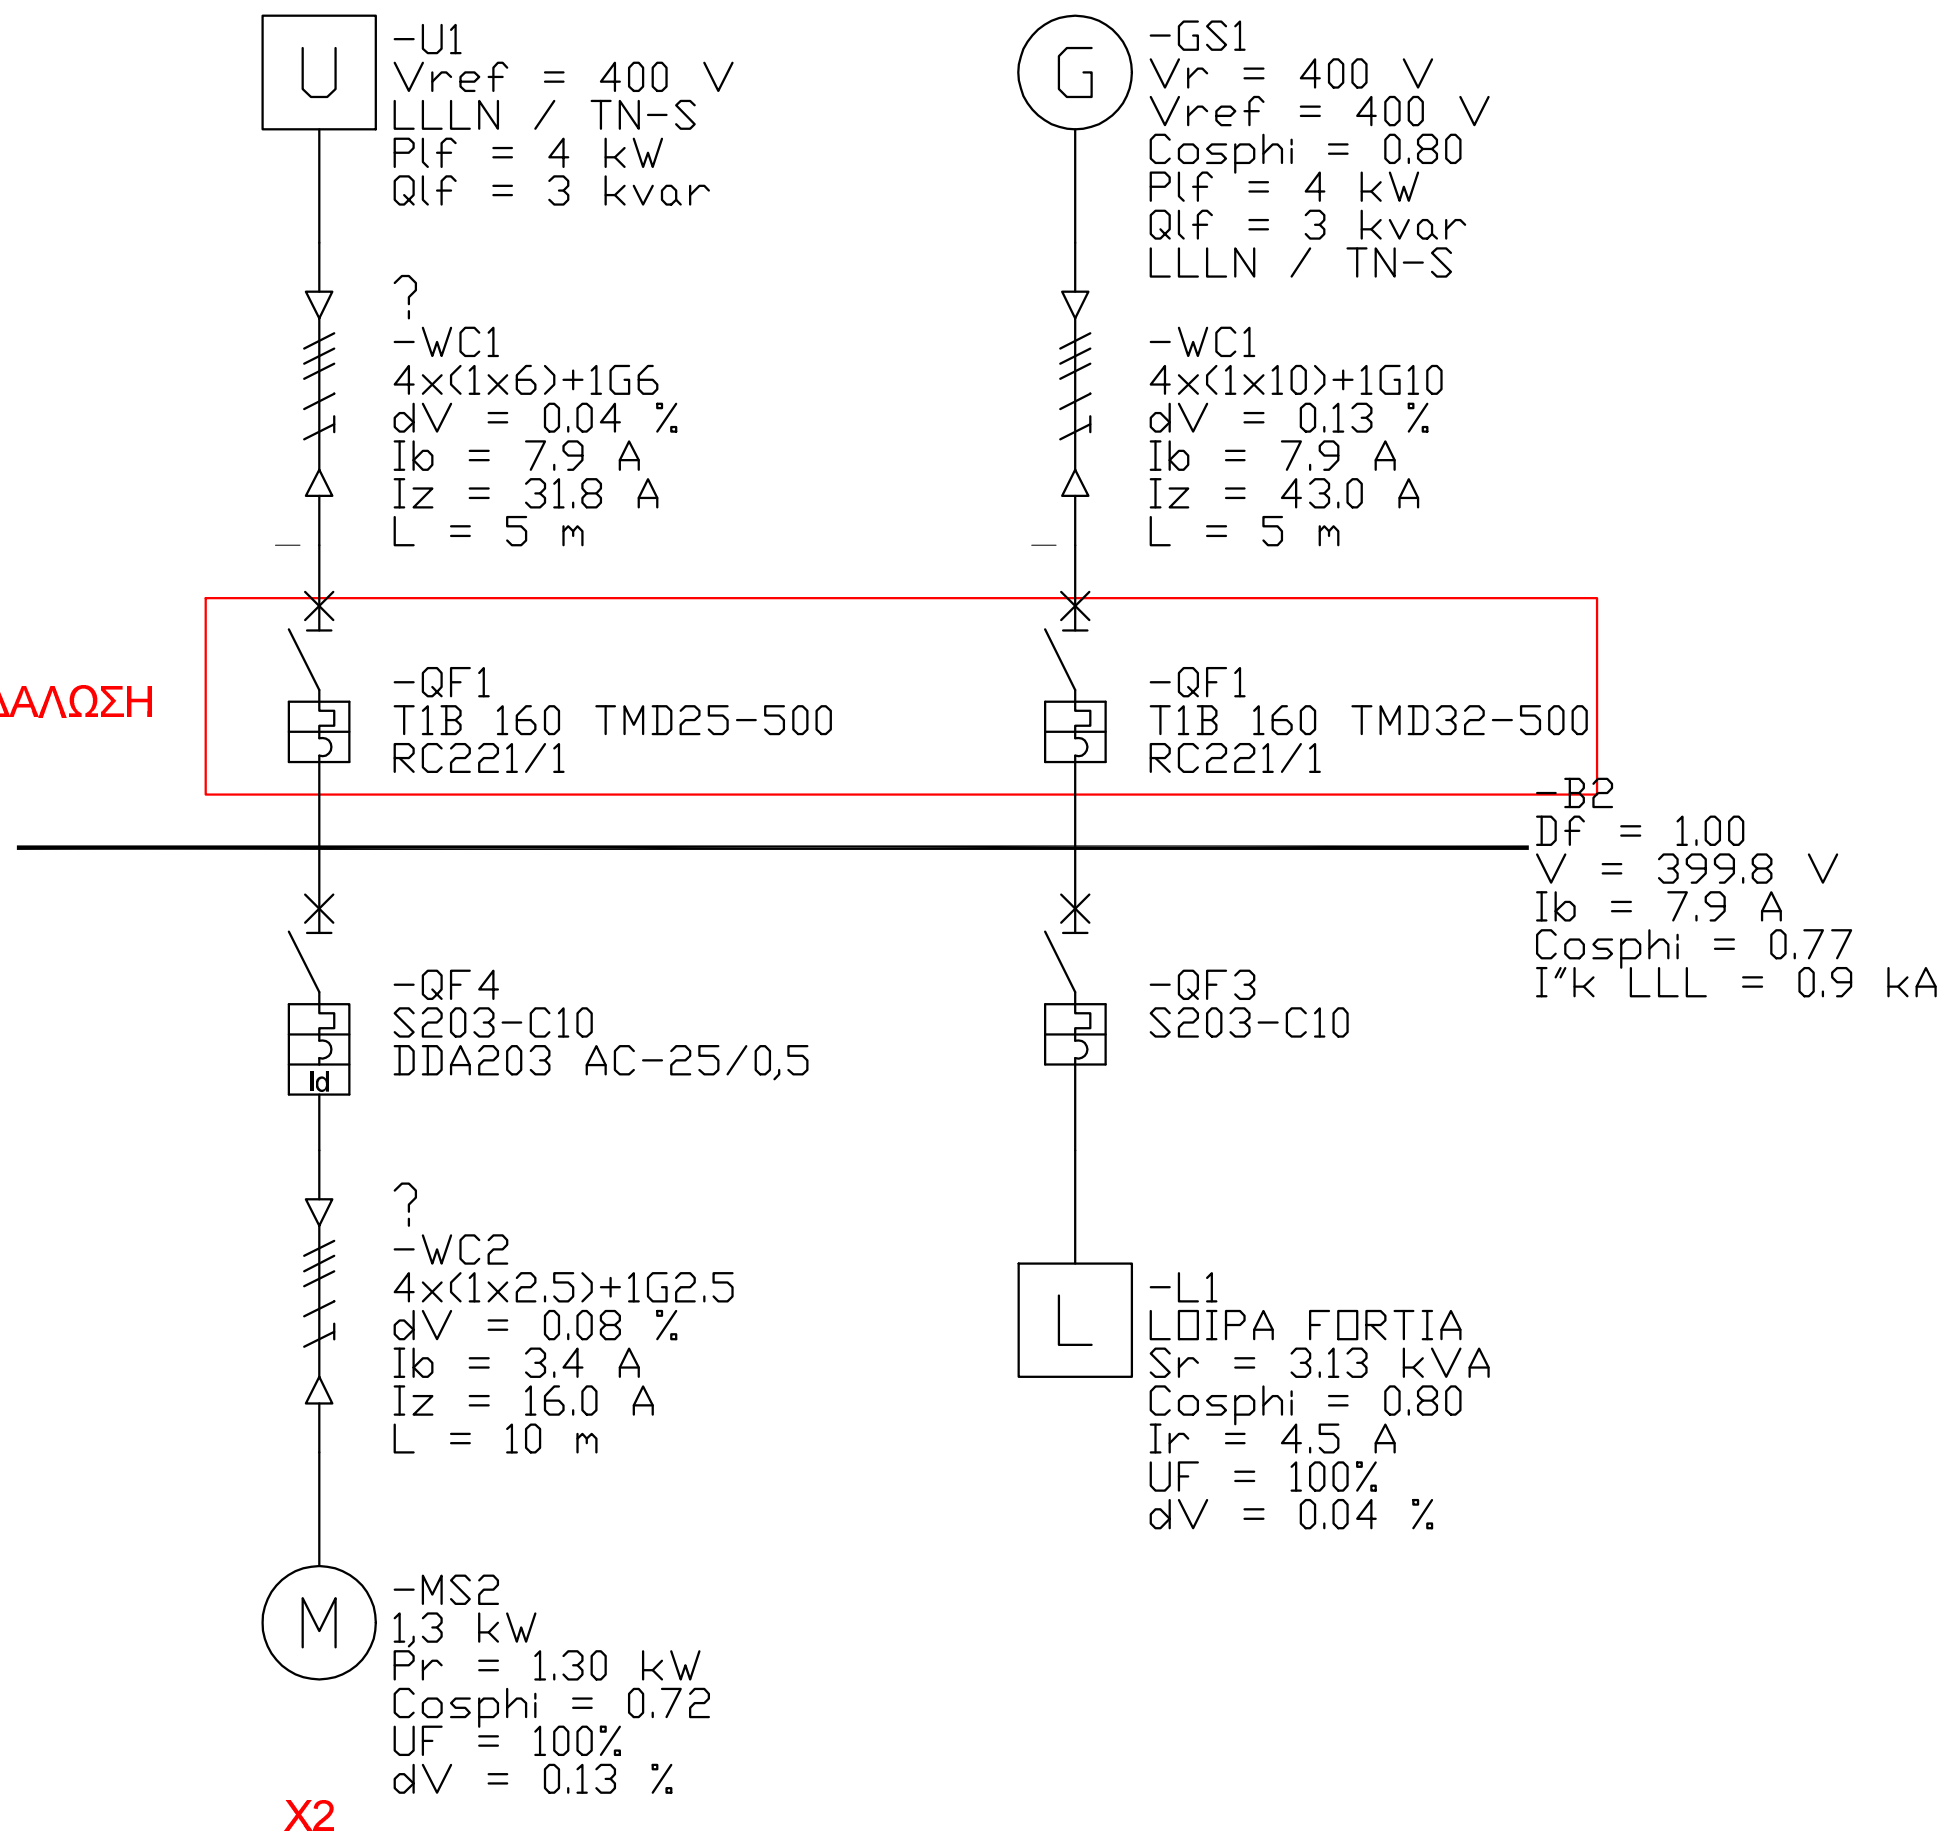 U
-U1
Vref = 400 V
LLLN / TN-S
Plf = 4 kW
Qlf = 3 kvar
G
-GS1
Vr = 400 V
Vref = 400 V
Cosphi = 0.80
Plf = 4 kW
Qlf = 3 kvar
LLLN / TN-S
?
-WC1
4x(1x6)+1G6
dV = 0.04 %
Ib = 7.9 A
Iz = 31.8 A
L = 5 m
-WC1
4x(1x10)+1G10
dV = 0.13 %
Ib = 7.9 A
Iz = 43.0 A
L = 5 m
ΔΑΛΩΣΗ
-QF1
T1B 160 TMD25-500
RC221/1
-QF1
T1B 160 TMD32-500
RC221/1
-B2
Df = 1.00
V = 399.8 V
Ib = 7.9 A
Cosphi = 0.77
I"k LLL = 0.9 kA
-QF4
S203-C10
DDA203 AC-25/0,5
Id
-QF3
S203-C10
?
-WC2
4x(1x2.5)+1G2.5
dV = 0.08 %
Ib = 3.4 A
Iz = 16.0 A
L = 10 m
L
-L1
LOIPA FORTIA
Sr = 3.13 kVA
Cosphi = 0.80
Ir = 4.5 A
UF = 100%
dV = 0.04 %
M
-MS2
1,3 kW
Pr = 1.30 kW
Cosphi = 0.72
UF = 100%
dV = 0.13 %
X2